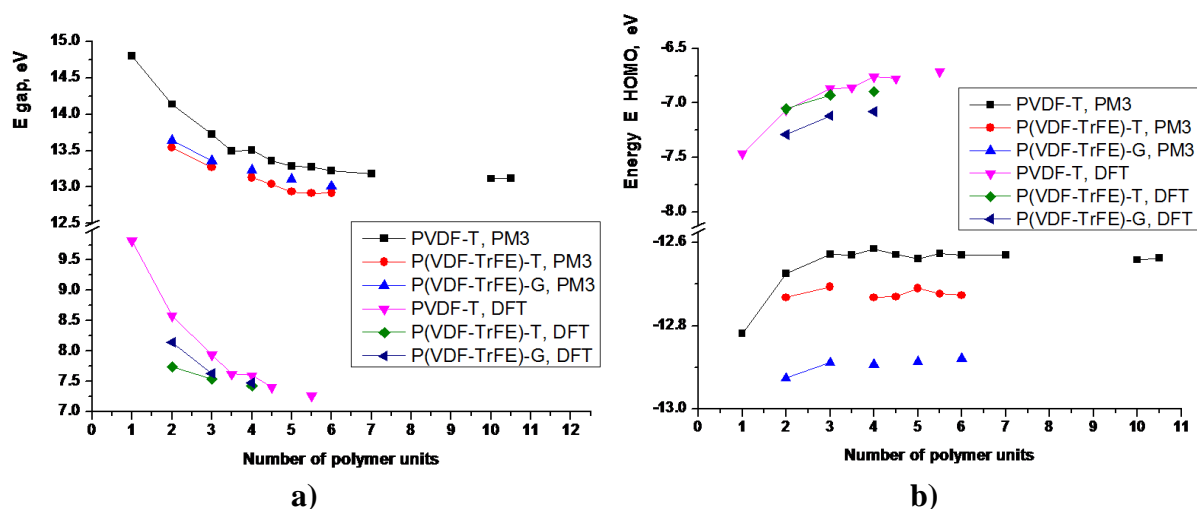 E gap, eV
15.0
14.5
14.0
13.5
13.0
12.5
9.5
9.0
8.5
8.0
7.5
7.0
0 1 2 3 4 5 6 7 8 9 10 11 12
Number of polymer units
PVDF-T, PM3
P(VDF-TrFE)-T, PM3
P(VDF-TrFE)-G, PM3
PVDF-T, DFT
P(VDF-TrFE)-T, DFT
P(VDF-TrFE)-G, DFT
a)
Energy E HOMO, eV
-6.5
-7.0
-7.5
-8.0
-12.6
-12.8
-13.0
0 1 2 3 4 5 6 7 8 9 10 11
Number of polymer units
PVDF-T, PM3
P(VDF-TrFE)-T, PM3
P(VDF-TrFE)-G, PM3
PVDF-T, DFT
P(VDF-TrFE)-T, DFT
P(VDF-TrFE)-G, DFT
b)